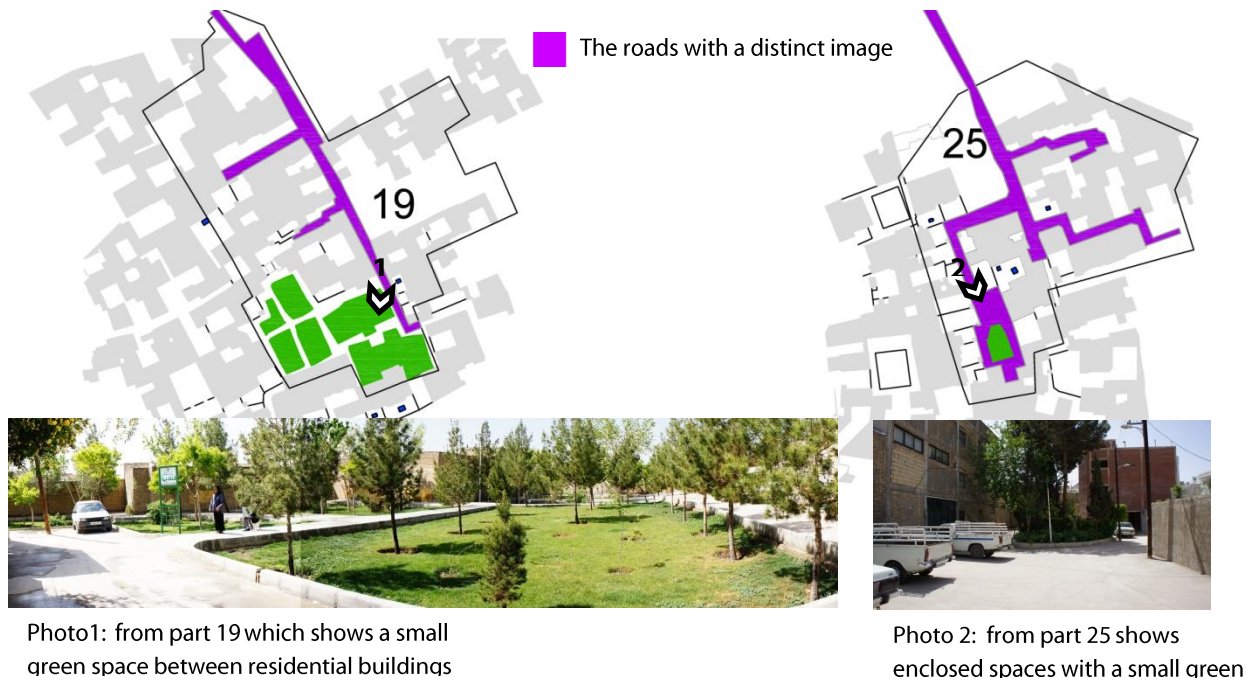 The roads with a distinct image
19
25
1
2
Photo1: from part 19 which shows a small
green space between residential buildings
Photo 2: from part 25 shows
enclosed spaces with a small green